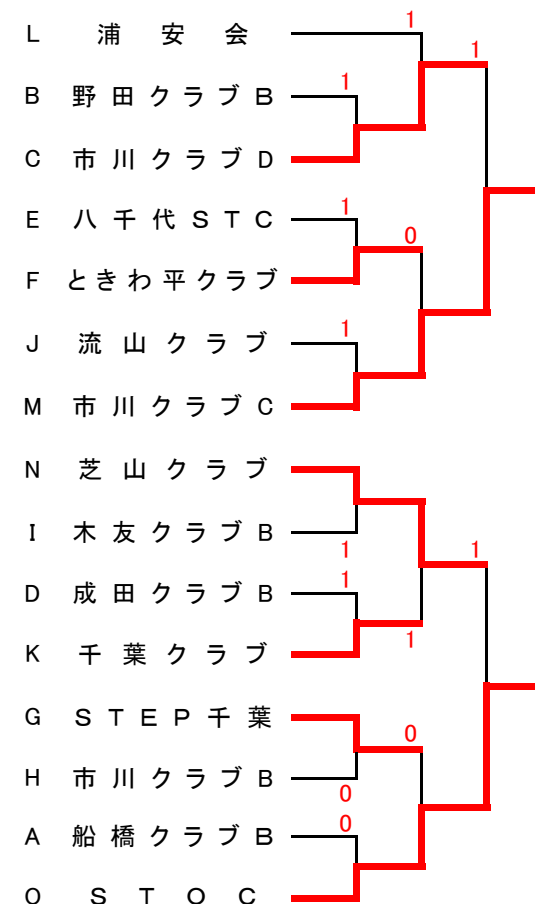 L 浦安会 1
1
B 野田クラブB 1
C 市川クラブD
E 八千代STC 1
0
F ときわ平クラブ
J 流山クラブ 1
M 市川クラブC
N 芝山クラブ
I 木友クラブB 1
1
D 成田クラブB 1
1
K 千葉クラブ
G STEP千葉
0
H 市川クラブB 0
A 船橋クラブB 0
O STOC